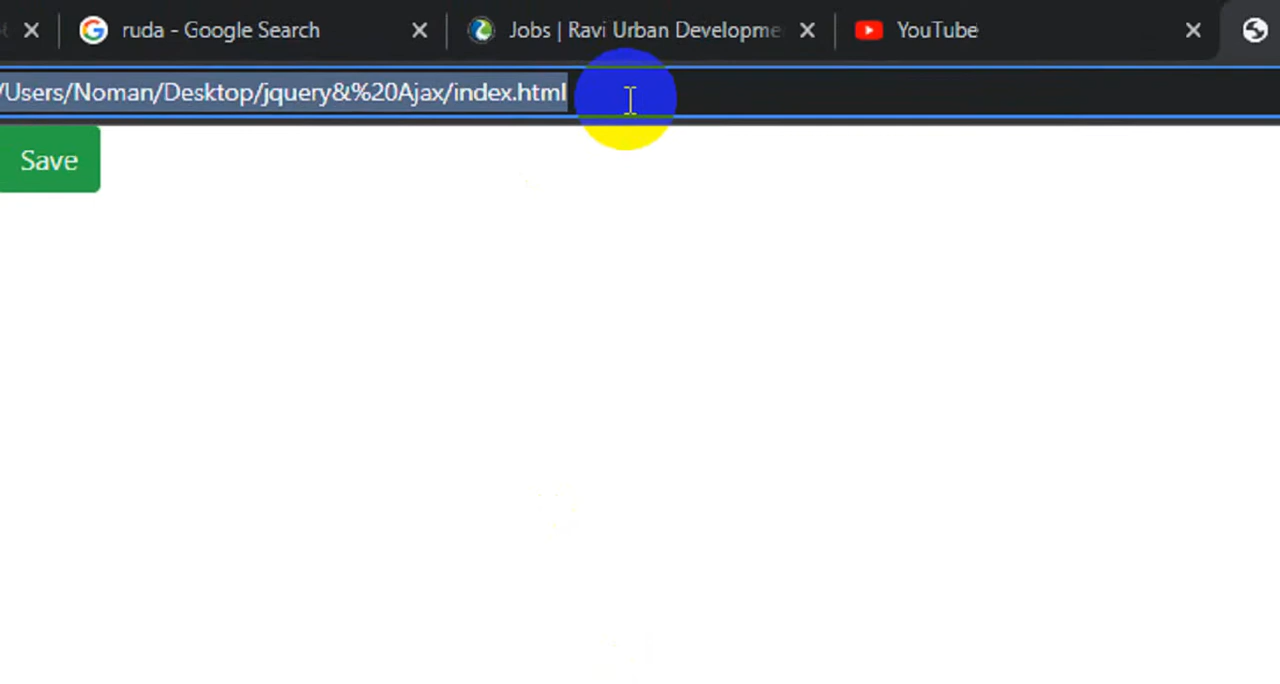 ruda - Google Search
Jobs | Ravi Urban Developme
YouTube
/Users/Noman/Desktop/jquery&%20Ajax/index.html
Save